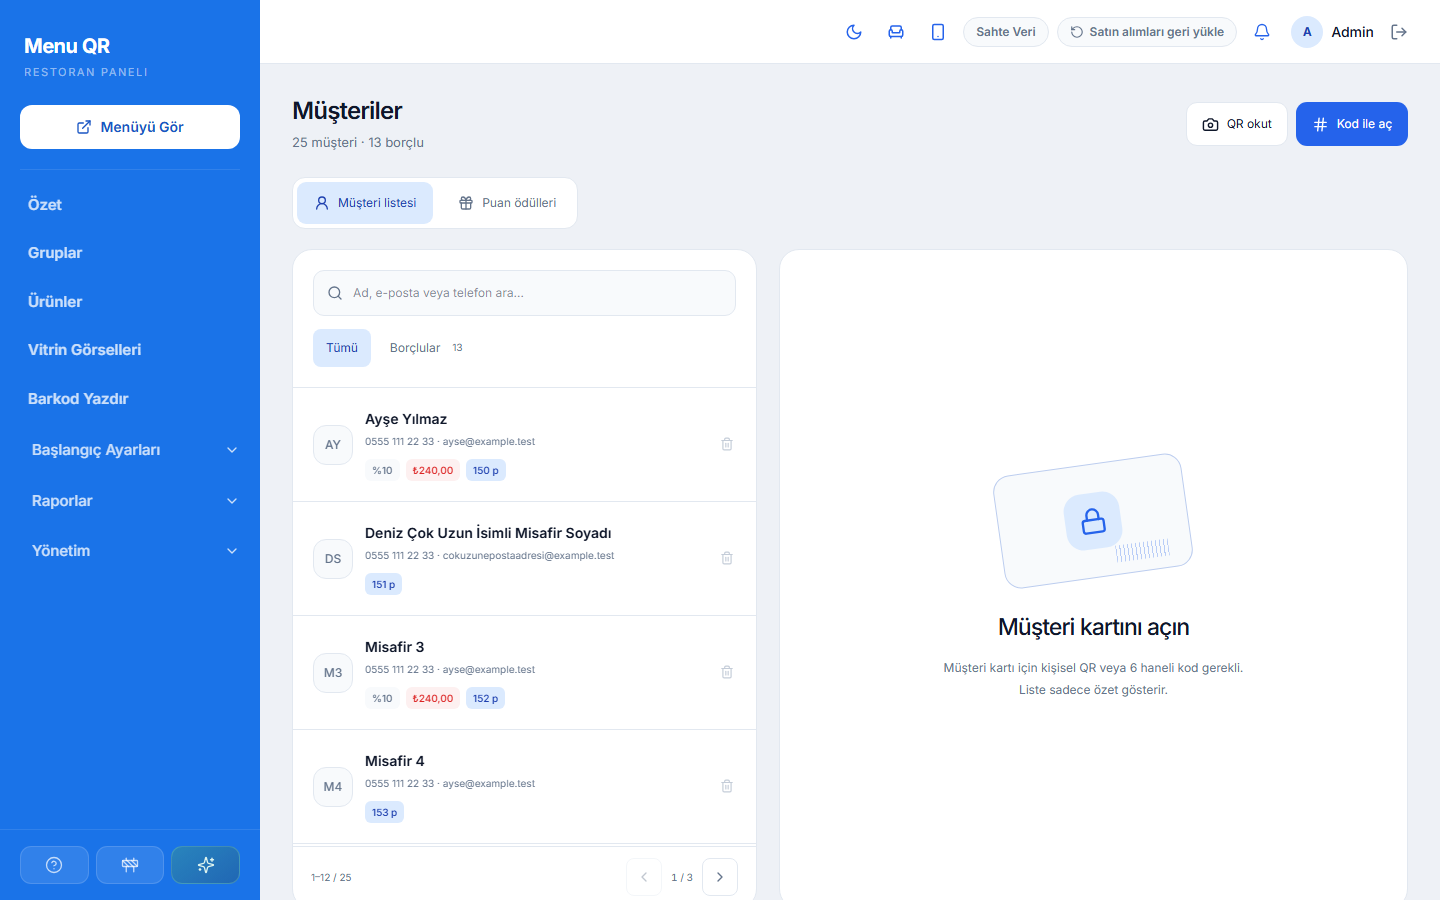 Menu QR
RESTORAN PANELİ
Menüyü Gör
Özet
Gruplar
Ürünler
Vitrin Görselleri
Barkod Yazdır
Başlangıç Ayarları
Raporlar
Yönetim
Sahte Veri
Satın alımları geri yükle
A
Admin
Müşteriler
25 müşteri · 13 borçlu
QR okut
Kod ile aç
Müşteri listesi
Puan ödülleri
Ad, e-posta veya telefon ara...
Tümü
Borçlular 13
AY
Ayşe Yılmaz
0555 111 22 33 · ayse@example.test
%10 ₺240,00 150 p
DS
Deniz Çok Uzun İsimli Misafir Soyadı
0555 111 22 33 · cokuzunepostaadresi@example.test
151 p
M3
Misafir 3
0555 111 22 33 · ayse@example.test
%10 ₺240,00 152 p
M4
Misafir 4
0555 111 22 33 · ayse@example.test
153 p
1–12 / 25
1 / 3
Müşteri kartını açın
Müşteri kartı için kişisel QR veya 6 haneli kod gerekli.
Liste sadece özet gösterir.